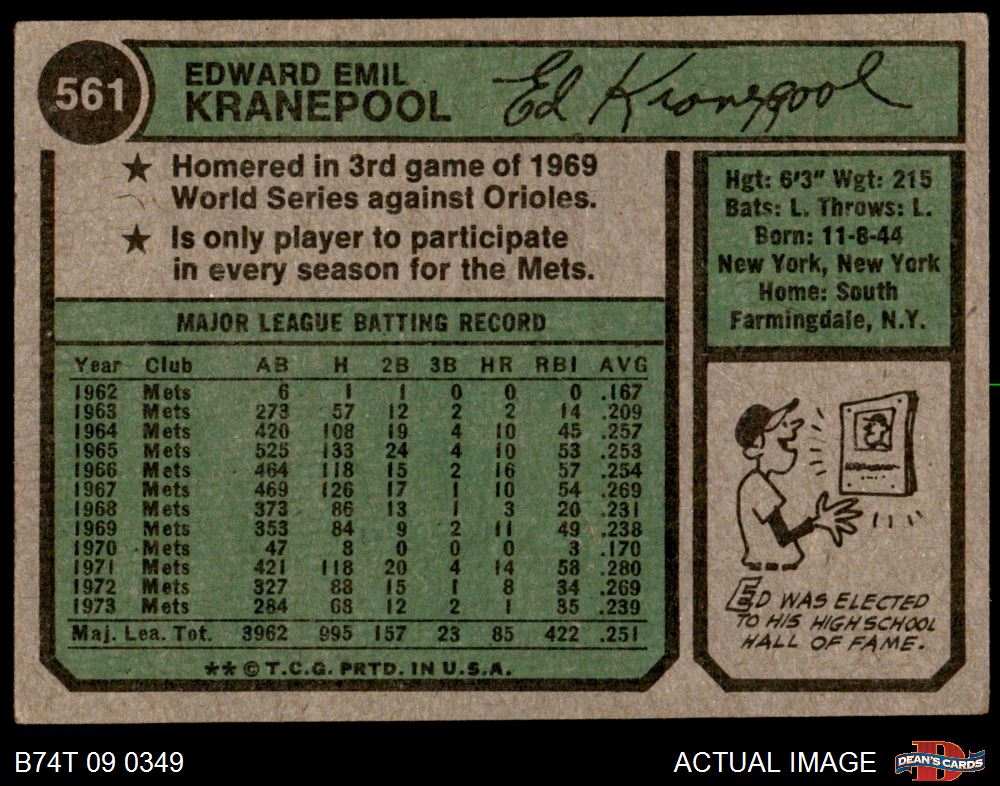 561
EDWARD EMIL
KRANEPOOL
Ed Kranepool
★ Homered in 3rd game of 1969
World Series against Orioles.
★ Is only player to participate
in every season for the Mets.
Hgt: 6'3" Wgt: 215
Bats: L. Throws: L.
Born: 11-8-44
New York, New York
Home: South
Farmingdale, N.Y.
MAJOR LEAGUE BATTING RECORD
Year Club AB H 2B 3B HR RBI AVG
1962 Mets 6 1 1 0 0 0 .167
1963 Mets 273 57 12 2 2 14 .209
1964 Mets 420 108 19 4 10 45 .257
1965 Mets 525 133 24 4 10 53 .253
1966 Mets 464 118 15 2 16 57 .254
1967 Mets 469 126 17 1 10 54 .269
1968 Mets 373 86 13 1 3 20 .231
1969 Mets 353 84 9 2 11 49 .238
1970 Mets 47 8 0 0 0 3 .170
1971 Mets 421 118 20 4 14 58 .280
1972 Mets 327 88 15 1 8 34 .269
1973 Mets 284 68 12 2 1 35 .239
Maj. Lea. Tot. 3962 995 157 23 85 422 .251
** © T.C.G. PRTD. IN U.S.A.
ED WAS ELECTED
TO HIS HIGH SCHOOL
HALL OF FAME.
B74T 09 0349
ACTUAL IMAGE
D
DEAN'S CARDS